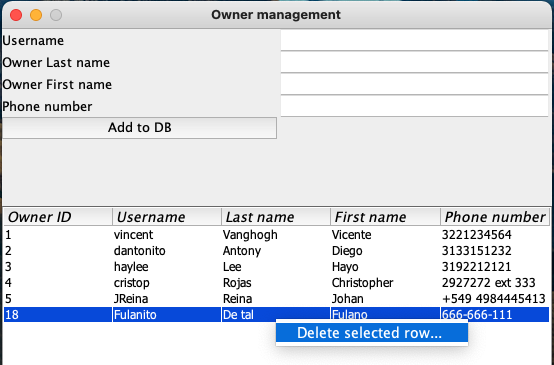 Owner management
Username
Owner Last name
Owner First name
Phone number
Add to DB
Owner ID Username Last name First name Phone number
1 vincent Vanghogh Vicente 3221234564
2 dantonito Antony Diego 3133151232
3 haylee Lee Hayo 3192212121
4 cristop Rojas Christopher 2927272 ext 333
5 JReina Reina Johan +549 4984445413
18 Fulanito De tal Fulano 666-666-111
Delete selected row...